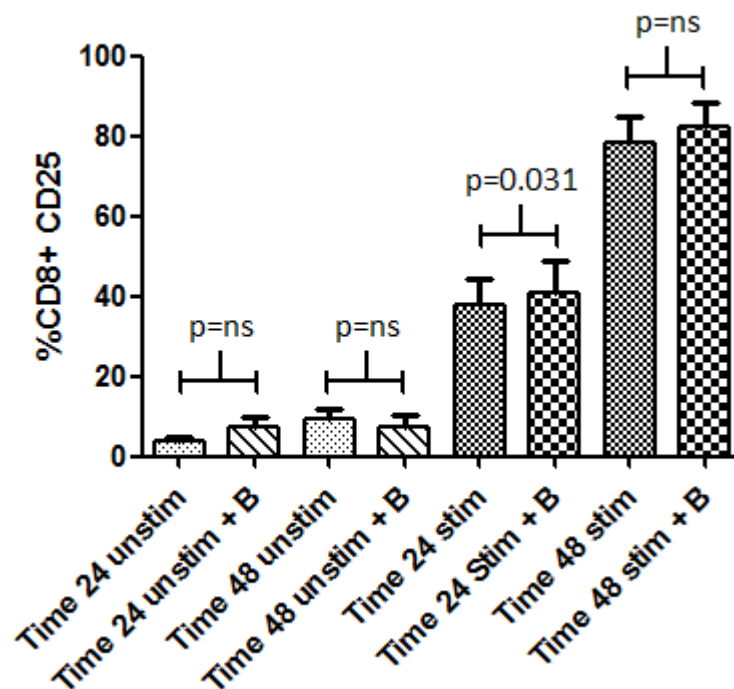 p=ns
100
80
60
40
20
0
%CD8+ CD25
p=0.031
p=ns
p=ns
Time 24 unstim
Time 24 unstim + B
Time 48 unstim
Time 48 unstim + B
Time 24 stim
Time 24 Stim + B
Time 48 stim
Time 48 stim + B